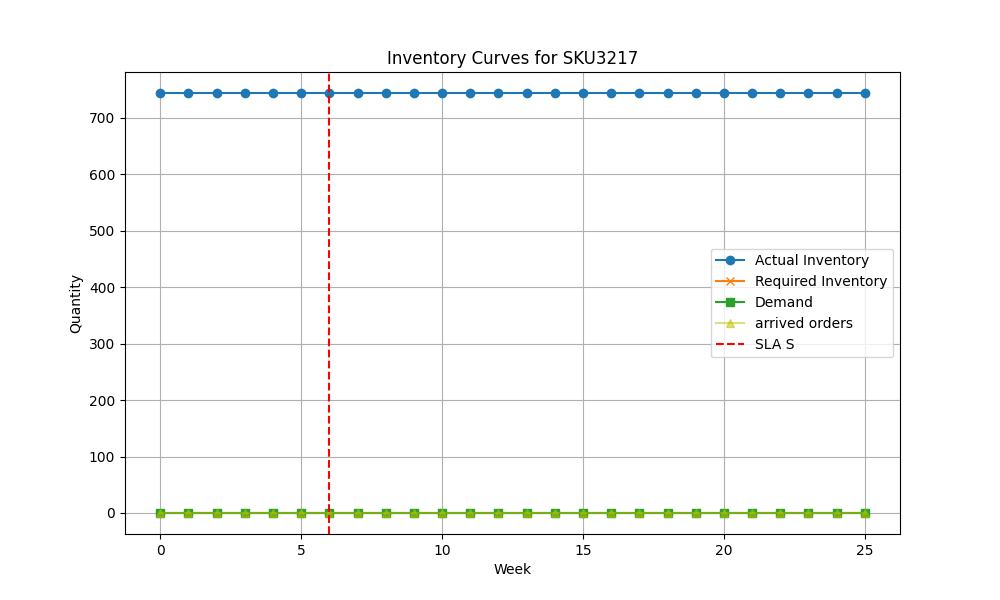 Inventory Curves for SKU3217
Quantity
700
600
500
400
300
200
100
0
Actual Inventory
Required Inventory
Demand
arrived orders
SLA S
0 5 10 15 20 25
Week